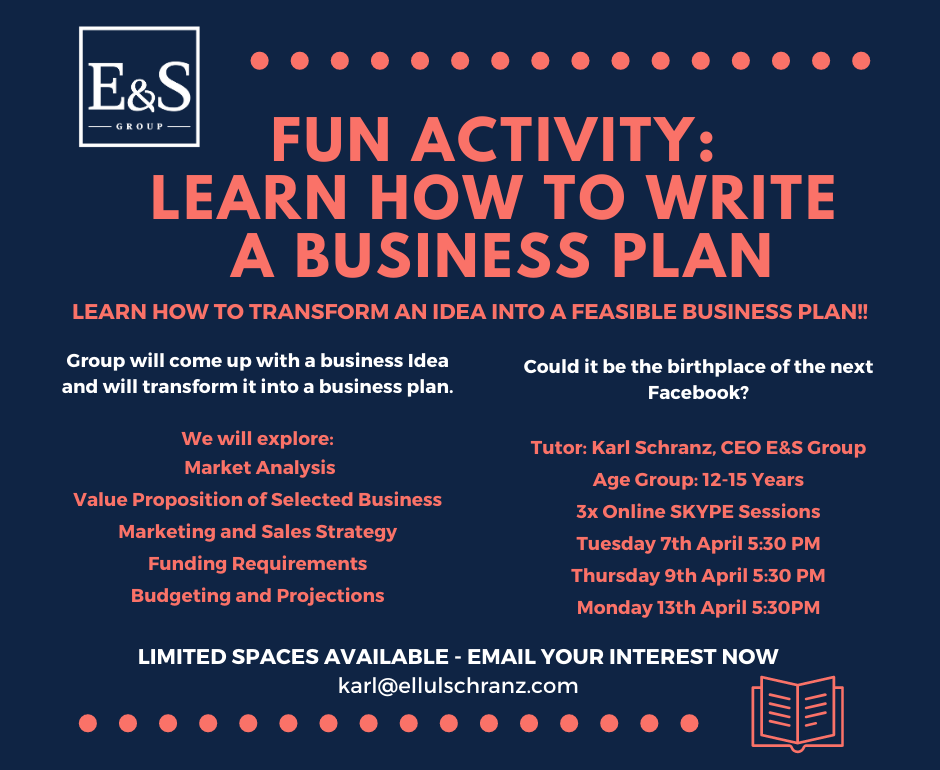 E&S
GROUP
FUN ACTIVITY:
LEARN HOW TO WRITE
A BUSINESS PLAN
LEARN HOW TO TRANSFORM AN IDEA INTO A FEASIBLE BUSINESS PLAN!!
Group will come up with a business Idea
and will transform it into a business plan.
We will explore:
Market Analysis
Value Proposition of Selected Business
Marketing and Sales Strategy
Funding Requirements
Budgeting and Projections
Could it be the birthplace of the next
Facebook?
Tutor: Karl Schranz, CEO E&S Group
Age Group: 12-15 Years
3x Online SKYPE Sessions
Tuesday 7th April 5:30 PM
Thursday 9th April 5:30 PM
Monday 13th April 5:30PM
LIMITED SPACES AVAILABLE - EMAIL YOUR INTEREST NOW
karl@ellulschranz.com